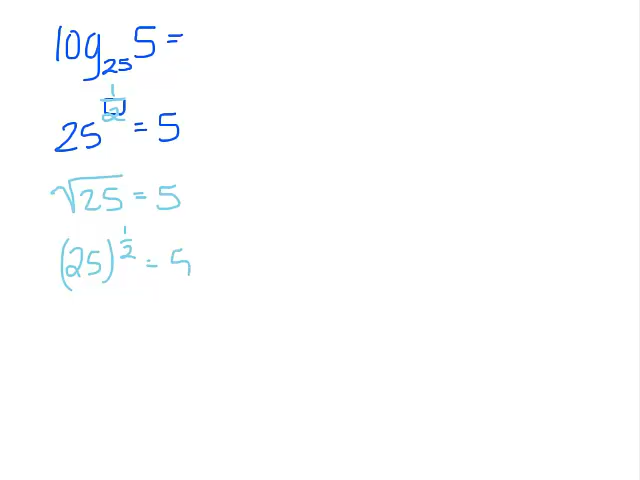 log₂₅ 5 =
25^(1/2) = 5
√25 = 5
(25)^(1/2) = 5